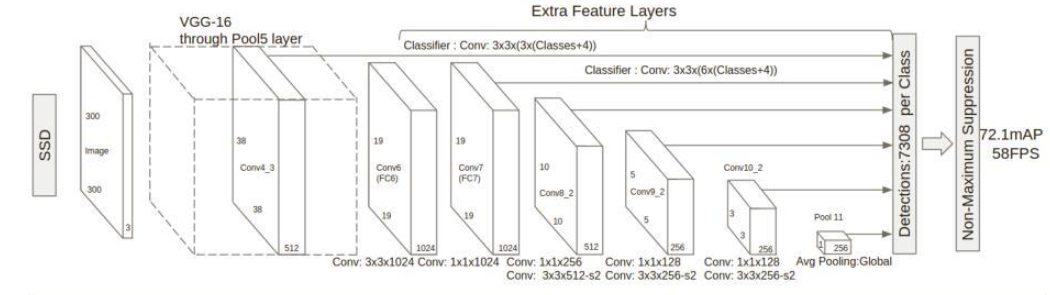 Extra Feature Layers
VGG-16
through Pool5 layer
Classifier : Conv: 3x3x(3x(Classes+4))
Classifier : Conv: 3x3x(6x(Classes+4))
SSD
300
Image
300
3
38
Conv4_3
38
512
19
Conv6
(FC6)
19
1024
19
Conv7
(FC7)
19
1024
10
Conv8_2
10
512
5
Conv9_2
5
256
Conv10_2
3
3
256
Pool 11
1
256
Conv: 3x3x1024
Conv: 1x1x1024
Conv: 1x1x256
Conv: 3x3x512-s2
Conv: 1x1x128
Conv: 3x3x256-s2
Conv: 1x1x128
Conv: 3x3x256-s2
Avg Pooling:Global
Detections:7308 per Class
Non-Maximum Suppression
72.1mAP
58FPS